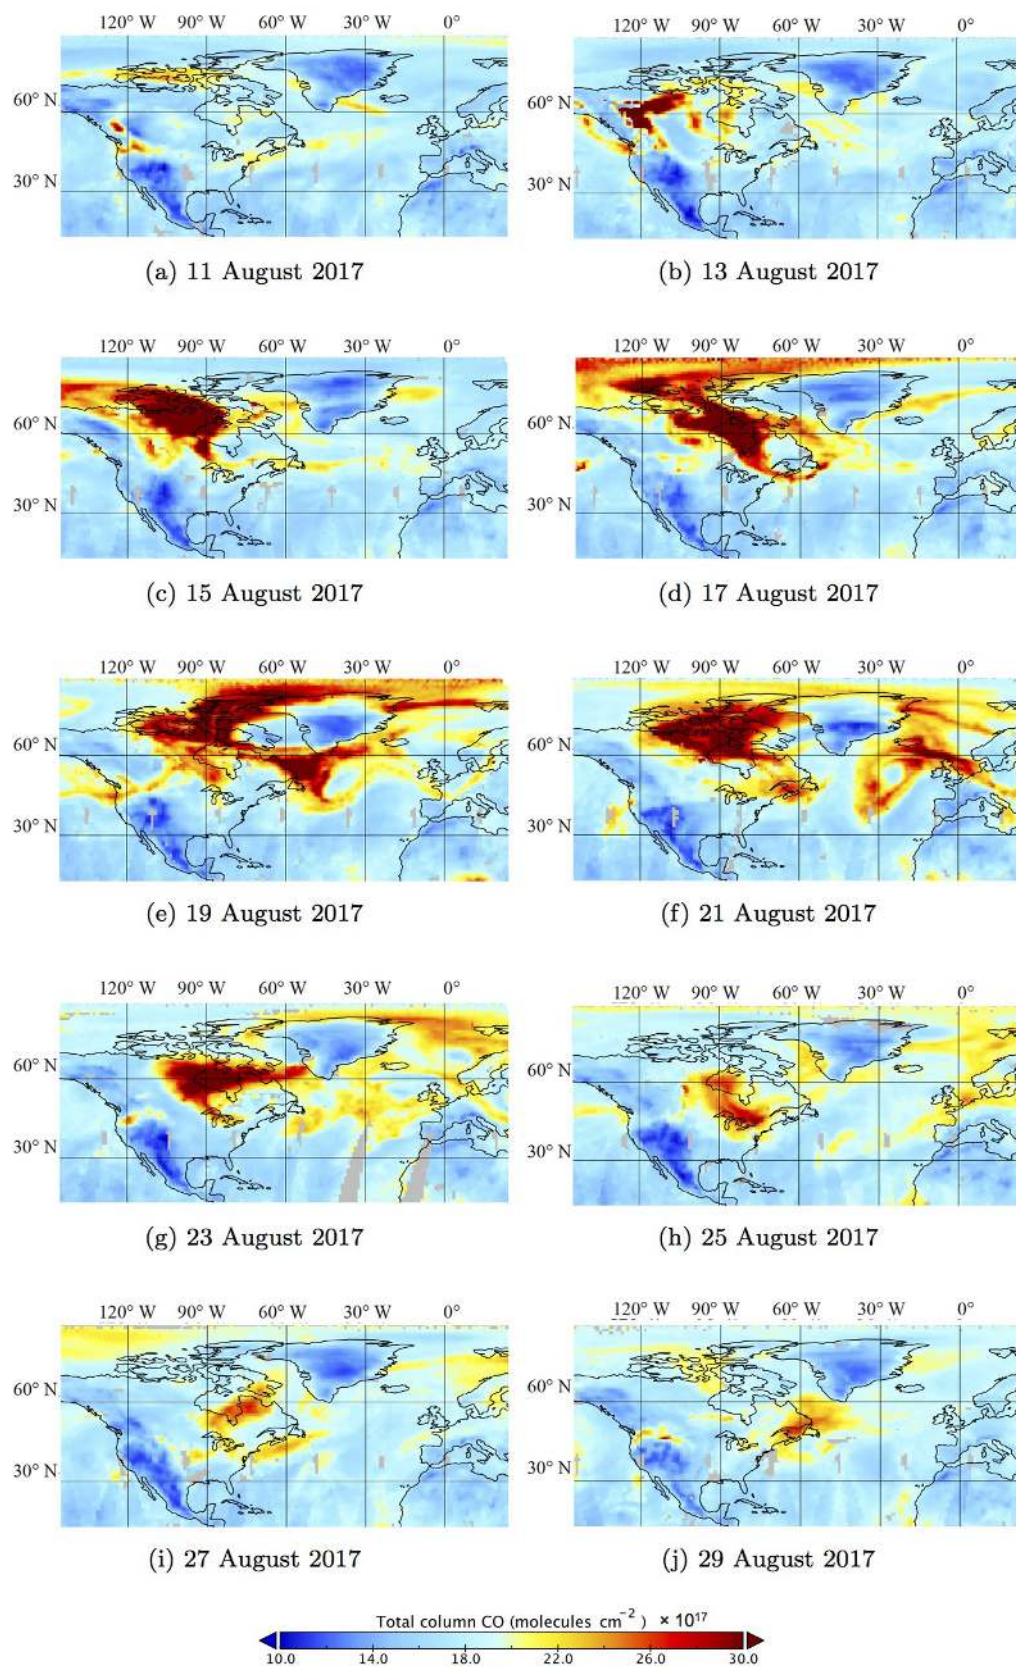 120° W 90° W 60° W 30° W 0°
120° W 90° W 60° W 30° W 0°
60° N
60° N
30° N
30° N
(a) 11 August 2017
(b) 13 August 2017
120° W 90° W 60° W 30° W 0°
120° W 90° W 60° W 30° W 0°
60° N
60° N
30° N
30° N
(c) 15 August 2017
(d) 17 August 2017
120° W 90° W 60° W 30° W 0°
120° W 90° W 60° W 30° W 0°
60° N
60° N
30° N
30° N
(e) 19 August 2017
(f) 21 August 2017
120° W 90° W 60° W 30° W 0°
120° W 90° W 60° W 30° W 0°
60° N
60° N
30° N
30° N
(g) 23 August 2017
(h) 25 August 2017
120° W 90° W 60° W 30° W 0°
120° W 90° W 60° W 30° W 0°
60° N
60° N
30° N
30° N
(i) 27 August 2017
(j) 29 August 2017
Total column CO (molecules cm⁻² ) × 10¹⁷
10.0 14.0 18.0 22.0 26.0 30.0